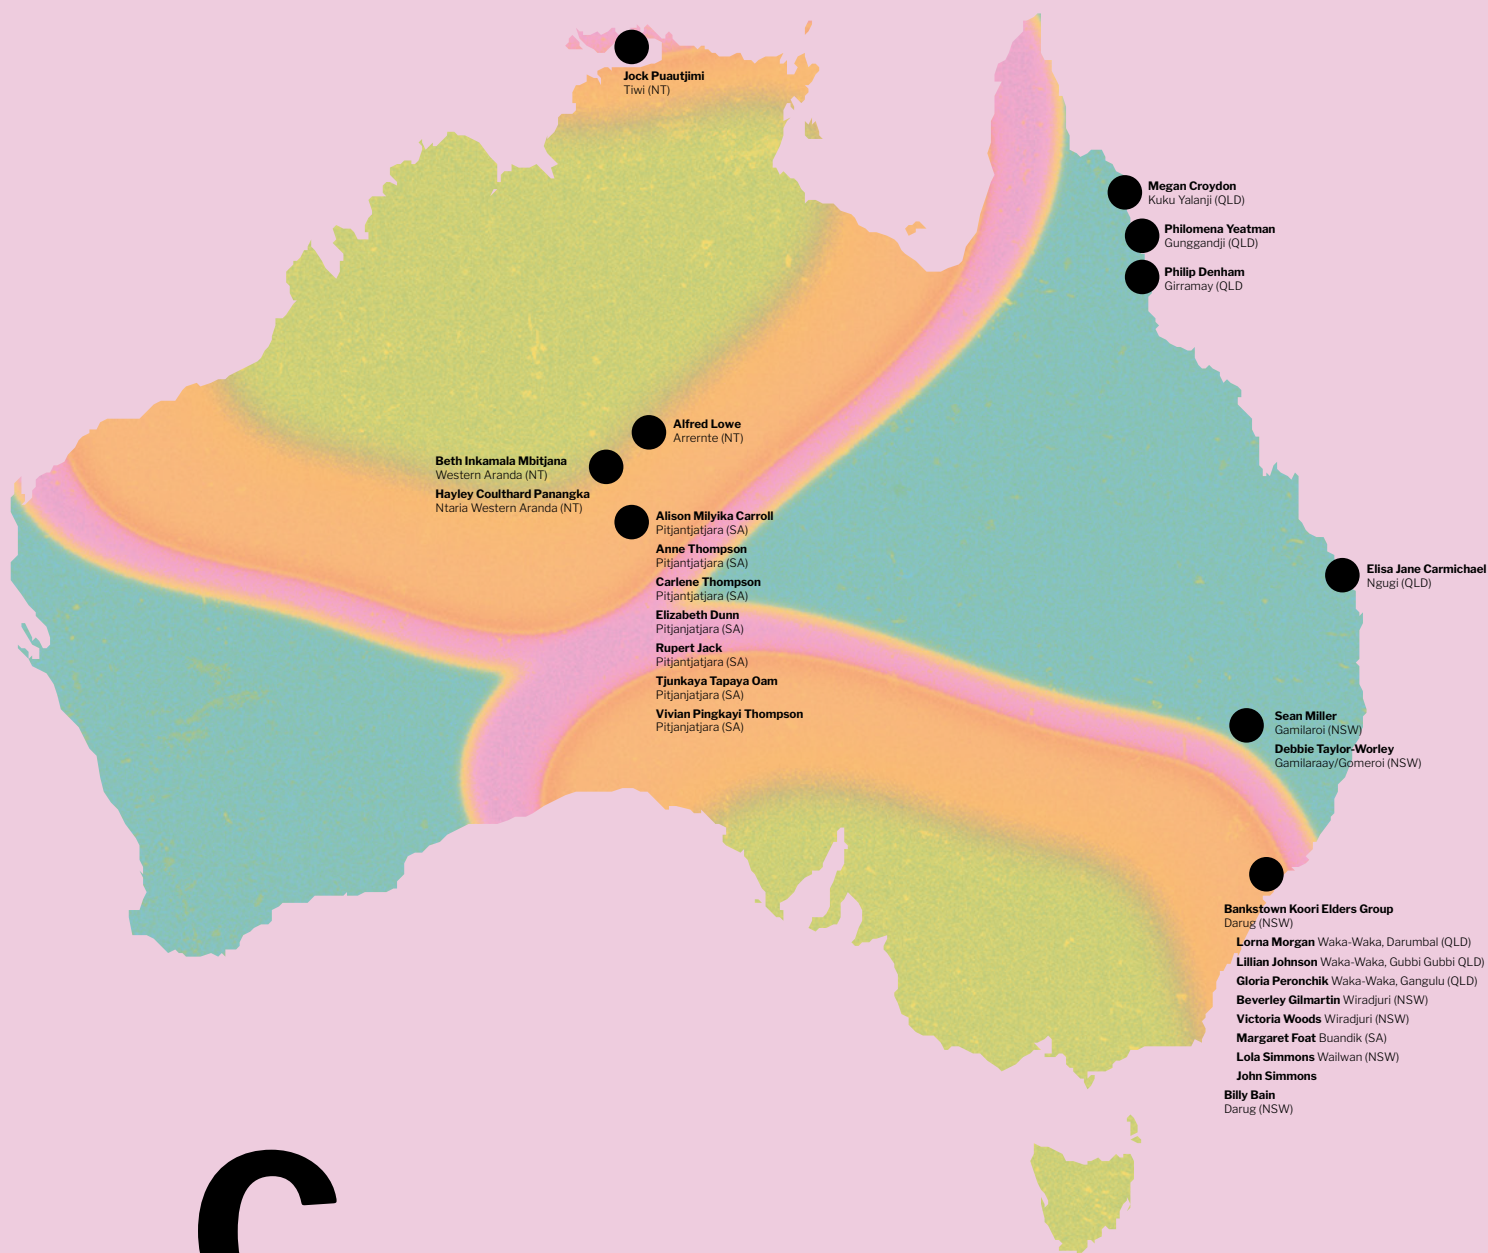 Jock Puautjimi
Tiwi (NT)
Megan Croydon
Kuku Yalanji (QLD)
Philomena Yeatman
Gunggandji (QLD)
Philip Denham
Girramay (QLD
Alfred Lowe
Arrernte (NT)
Beth Inkamala Mbitjana
Western Aranda (NT)
Hayley Coulthard Panangka
Ntaria Western Aranda (NT)
Alison Milyika Carroll
Pitjantjatjara (SA)
Anne Thompson
Pitjantjatjara (SA)
Carlene Thompson
Pitjantjatjara (SA)
Elizabeth Dunn
Pitjanjatjara (SA)
Rupert Jack
Pitjantjatjara (SA)
Tjunkaya Tapaya Oam
Pitjanjatjara (SA)
Vivian Pingkayi Thompson
Pitjanjatjara (SA)
Elisa Jane Carmichael
Ngugi (QLD)
Sean Miller
Gamilaroi (NSW)
Debbie Taylor-Worley
Gamilaraay/Gomeroi (NSW)
Bankstown Koori Elders Group
Darug (NSW)
Lorna Morgan Waka-Waka, Darumbal (QLD)
Lillian Johnson Waka-Waka, Gubbi Gubbi QLD)
Gloria Peronchik Waka-Waka, Gangulu (QLD)
Beverley Gilmartin Wiradjuri (NSW)
Victoria Woods Wiradjuri (NSW)
Margaret Foat Buandik (SA)
Lola Simmons Wailwan (NSW)
John Simmons
Billy Bain
Darug (NSW)